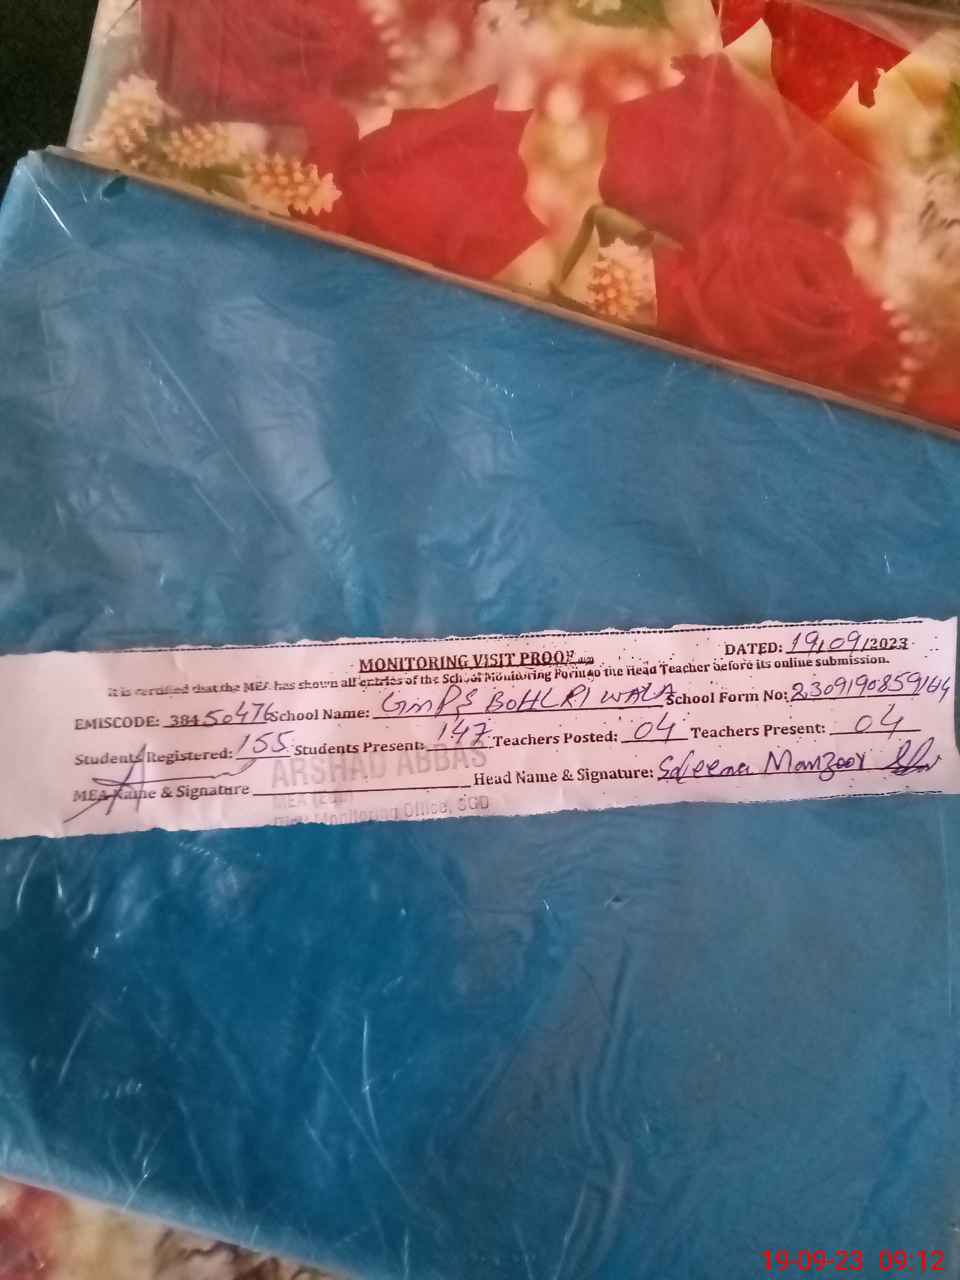 MONITORING VISIT PROOF
DATED: 19/09/2023
It is certified that the MEA has shown all entries of the School Monitoring Form to the Head Teacher before its online submission.
EMISCODE: 38450476 School Name: GMPS BOHLRI WALA School Form No: 230919085916
Students Registered: 155 Students Present: 147 Teachers Posted: 04 Teachers Present: 04
MEA Name & Signature Head Name & Signature: Saleema Manzoor
ARSHAD ABBAS
Monitoring Office, SGD
19-09-23 09:12